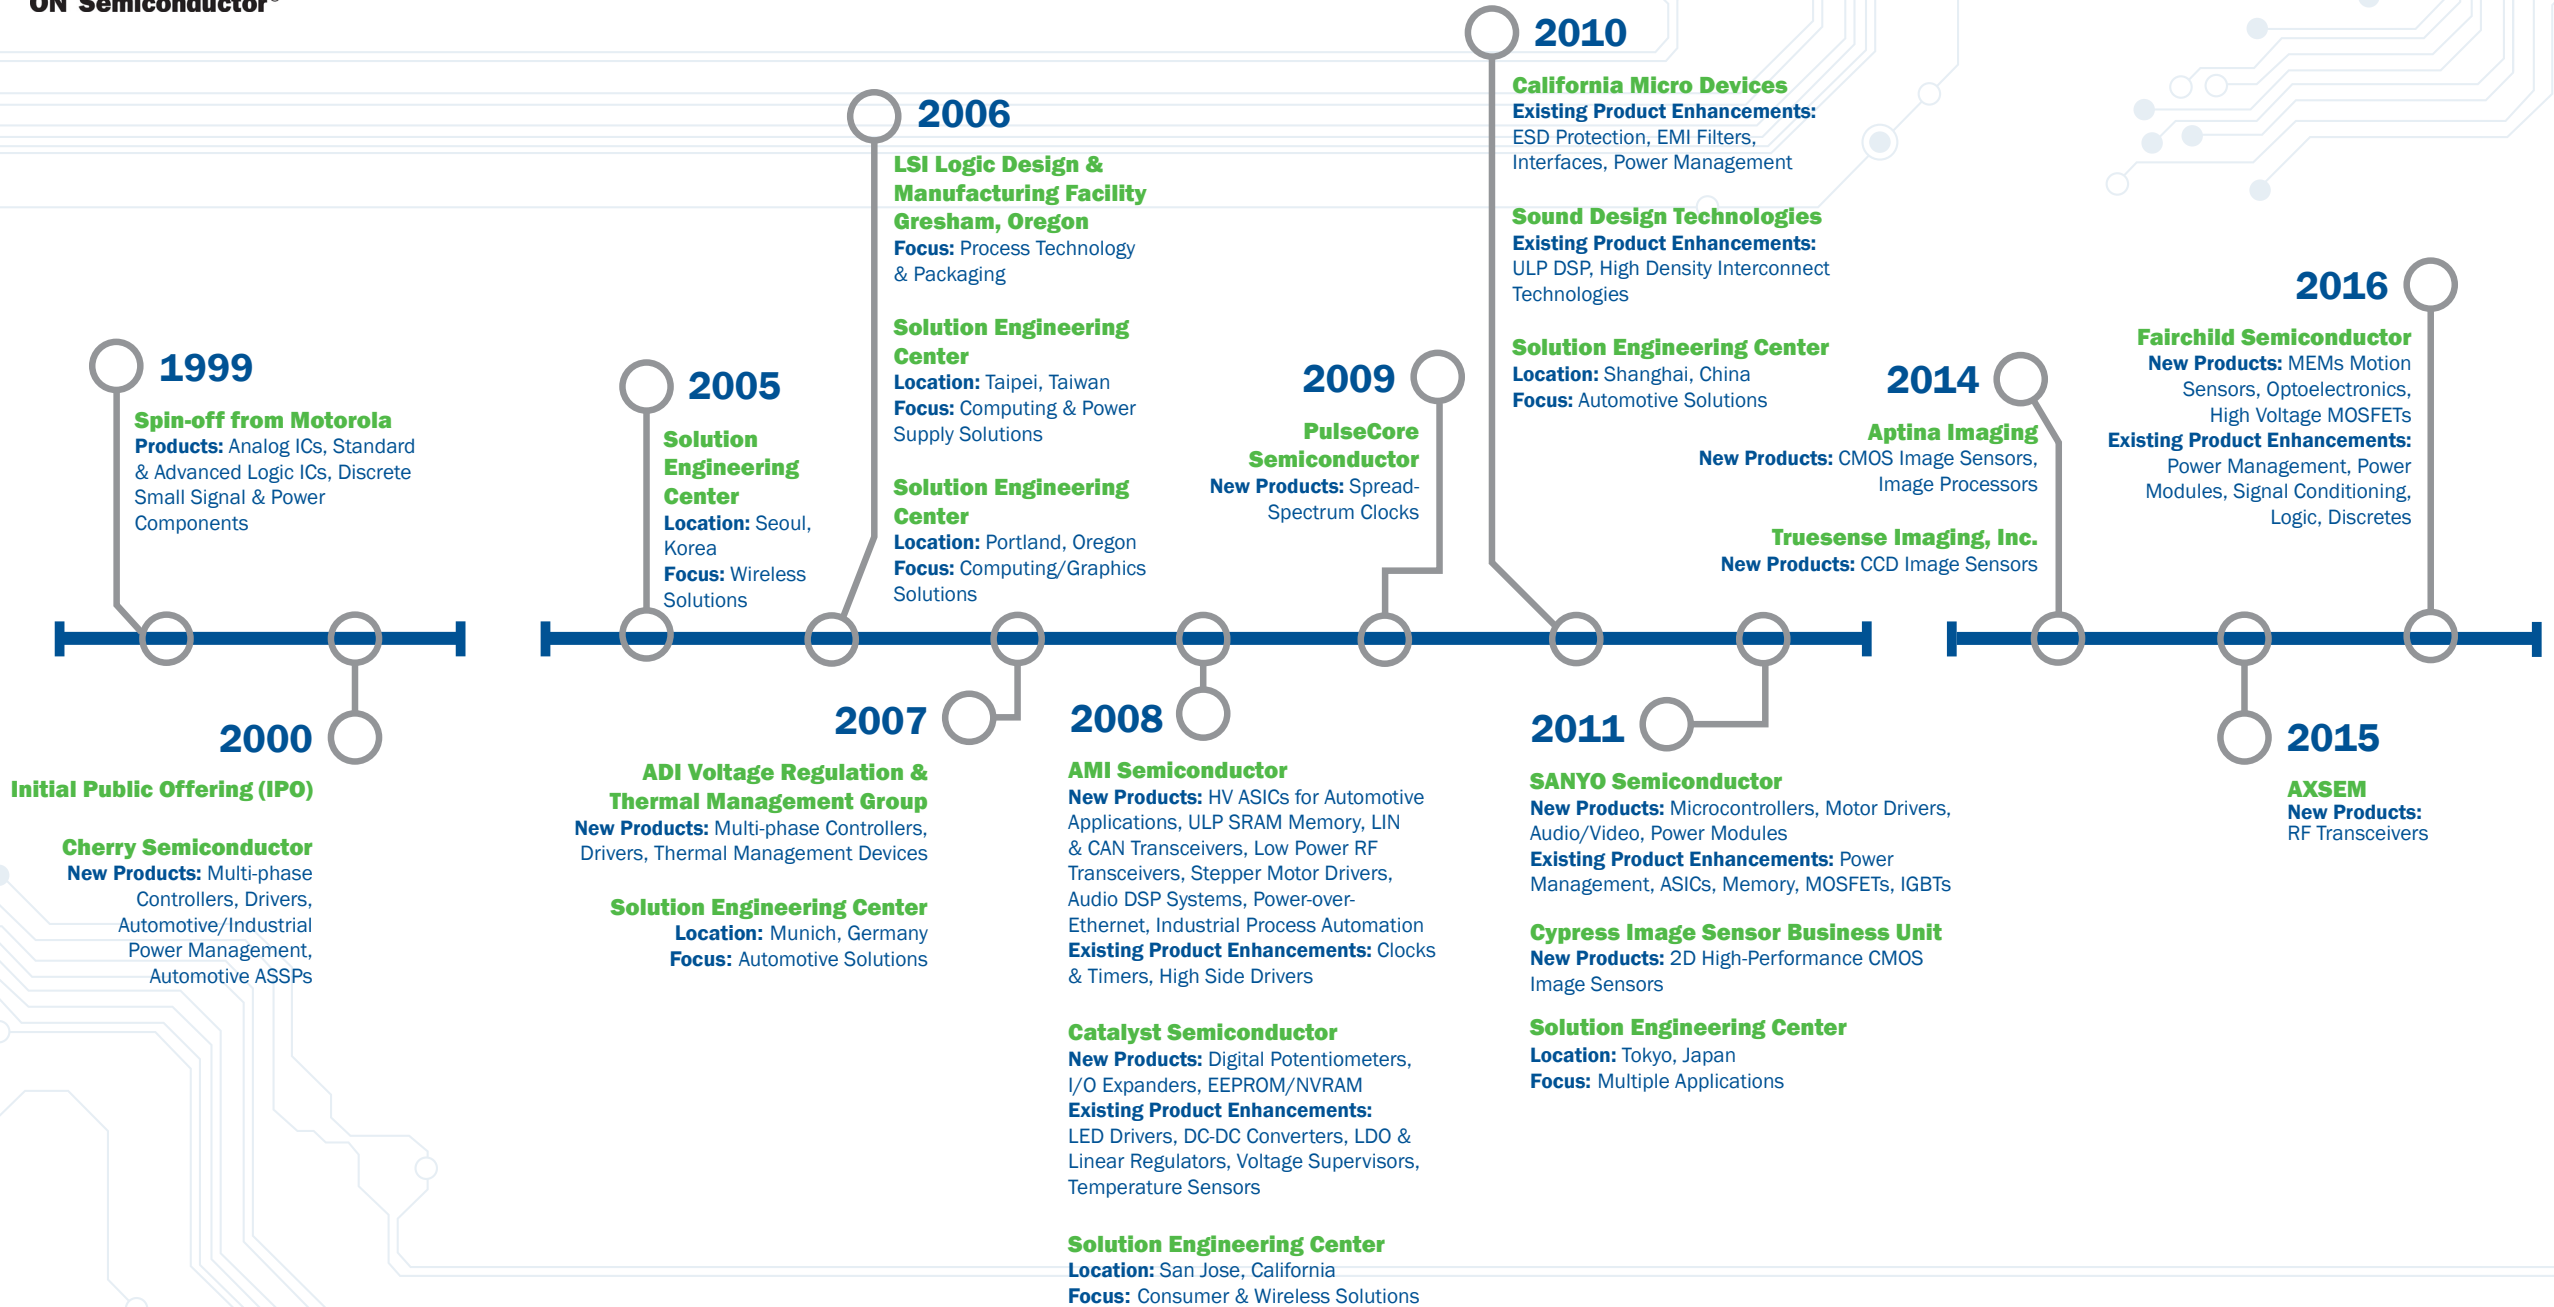 ON Semiconductor®
1999
Spin-off from Motorola
Products: Analog ICs, Standard
& Advanced Logic ICs, Discrete
Small Signal & Power
Components
2000
Initial Public Offering (IPO)
Cherry Semiconductor
New Products: Multi-phase
Controllers, Drivers,
Automotive/Industrial
Power Management,
Automotive ASSPs
2005
Solution
Engineering
Center
Location: Seoul,
Korea
Focus: Wireless
Solutions
2006
LSI Logic Design &
Manufacturing Facility
Gresham, Oregon
Focus: Process Technology
& Packaging
Solution Engineering
Center
Location: Taipei, Taiwan
Focus: Computing & Power
Supply Solutions
Solution Engineering
Center
Location: Portland, Oregon
Focus: Computing/Graphics
Solutions
2007
ADI Voltage Regulation &
Thermal Management Group
New Products: Multi-phase Controllers,
Drivers, Thermal Management Devices
Solution Engineering Center
Location: Munich, Germany
Focus: Automotive Solutions
2008
AMI Semiconductor
New Products: HV ASICs for Automotive
Applications, ULP SRAM Memory, LIN
& CAN Transceivers, Low Power RF
Transceivers, Stepper Motor Drivers,
Audio DSP Systems, Power-over-
Ethernet, Industrial Process Automation
Existing Product Enhancements: Clocks
& Timers, High Side Drivers
Catalyst Semiconductor
New Products: Digital Potentiometers,
I/O Expanders, EEPROM/NVRAM
Existing Product Enhancements:
LED Drivers, DC-DC Converters, LDO &
Linear Regulators, Voltage Supervisors,
Temperature Sensors
Solution Engineering Center
Location: San Jose, California
Focus: Consumer & Wireless Solutions
2009
PulseCore
Semiconductor
New Products: Spread-
Spectrum Clocks
2010
California Micro Devices
Existing Product Enhancements:
ESD Protection, EMI Filters,
Interfaces, Power Management
Sound Design Technologies
Existing Product Enhancements:
ULP DSP, High Density Interconnect
Technologies
Solution Engineering Center
Location: Shanghai, China
Focus: Automotive Solutions
2011
SANYO Semiconductor
New Products: Microcontrollers, Motor Drivers,
Audio/Video, Power Modules
Existing Product Enhancements: Power
Management, ASICs, Memory, MOSFETs, IGBTs
Cypress Image Sensor Business Unit
New Products: 2D High-Performance CMOS
Image Sensors
Solution Engineering Center
Location: Tokyo, Japan
Focus: Multiple Applications
2014
Aptina Imaging
New Products: CMOS Image Sensors,
Image Processors
Truesense Imaging, Inc.
New Products: CCD Image Sensors
2015
AXSEM
New Products:
RF Transceivers
2016
Fairchild Semiconductor
New Products: MEMs Motion
Sensors, Optoelectronics,
High Voltage MOSFETs
Existing Product Enhancements:
Power Management, Power
Modules, Signal Conditioning,
Logic, Discretes